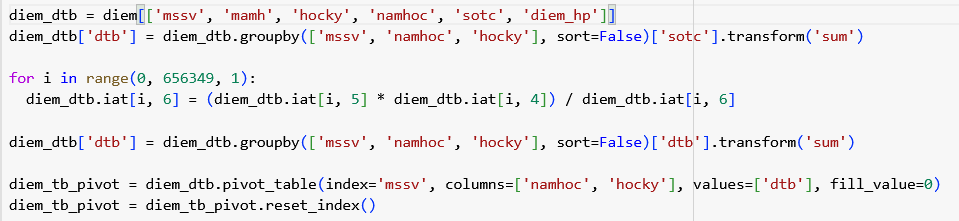 diem_dtb = diem[['mssv', 'mamh', 'hocky', 'namhoc', 'sotc', 'diem_hp']]
diem_dtb['dtb'] = diem_dtb.groupby(['mssv', 'namhoc', 'hocky'], sort=False)['sotc'].transform('sum')
for i in range(0, 656349, 1):
  diem_dtb.iat[i, 6] = (diem_dtb.iat[i, 5] * diem_dtb.iat[i, 4]) / diem_dtb.iat[i, 6]
diem_dtb['dtb'] = diem_dtb.groupby(['mssv', 'namhoc', 'hocky'], sort=False)['dtb'].transform('sum')
diem_tb_pivot = diem_dtb.pivot_table(index='mssv', columns=['namhoc', 'hocky'], values=['dtb'], fill_value=0)
diem_tb_pivot = diem_tb_pivot.reset_index()